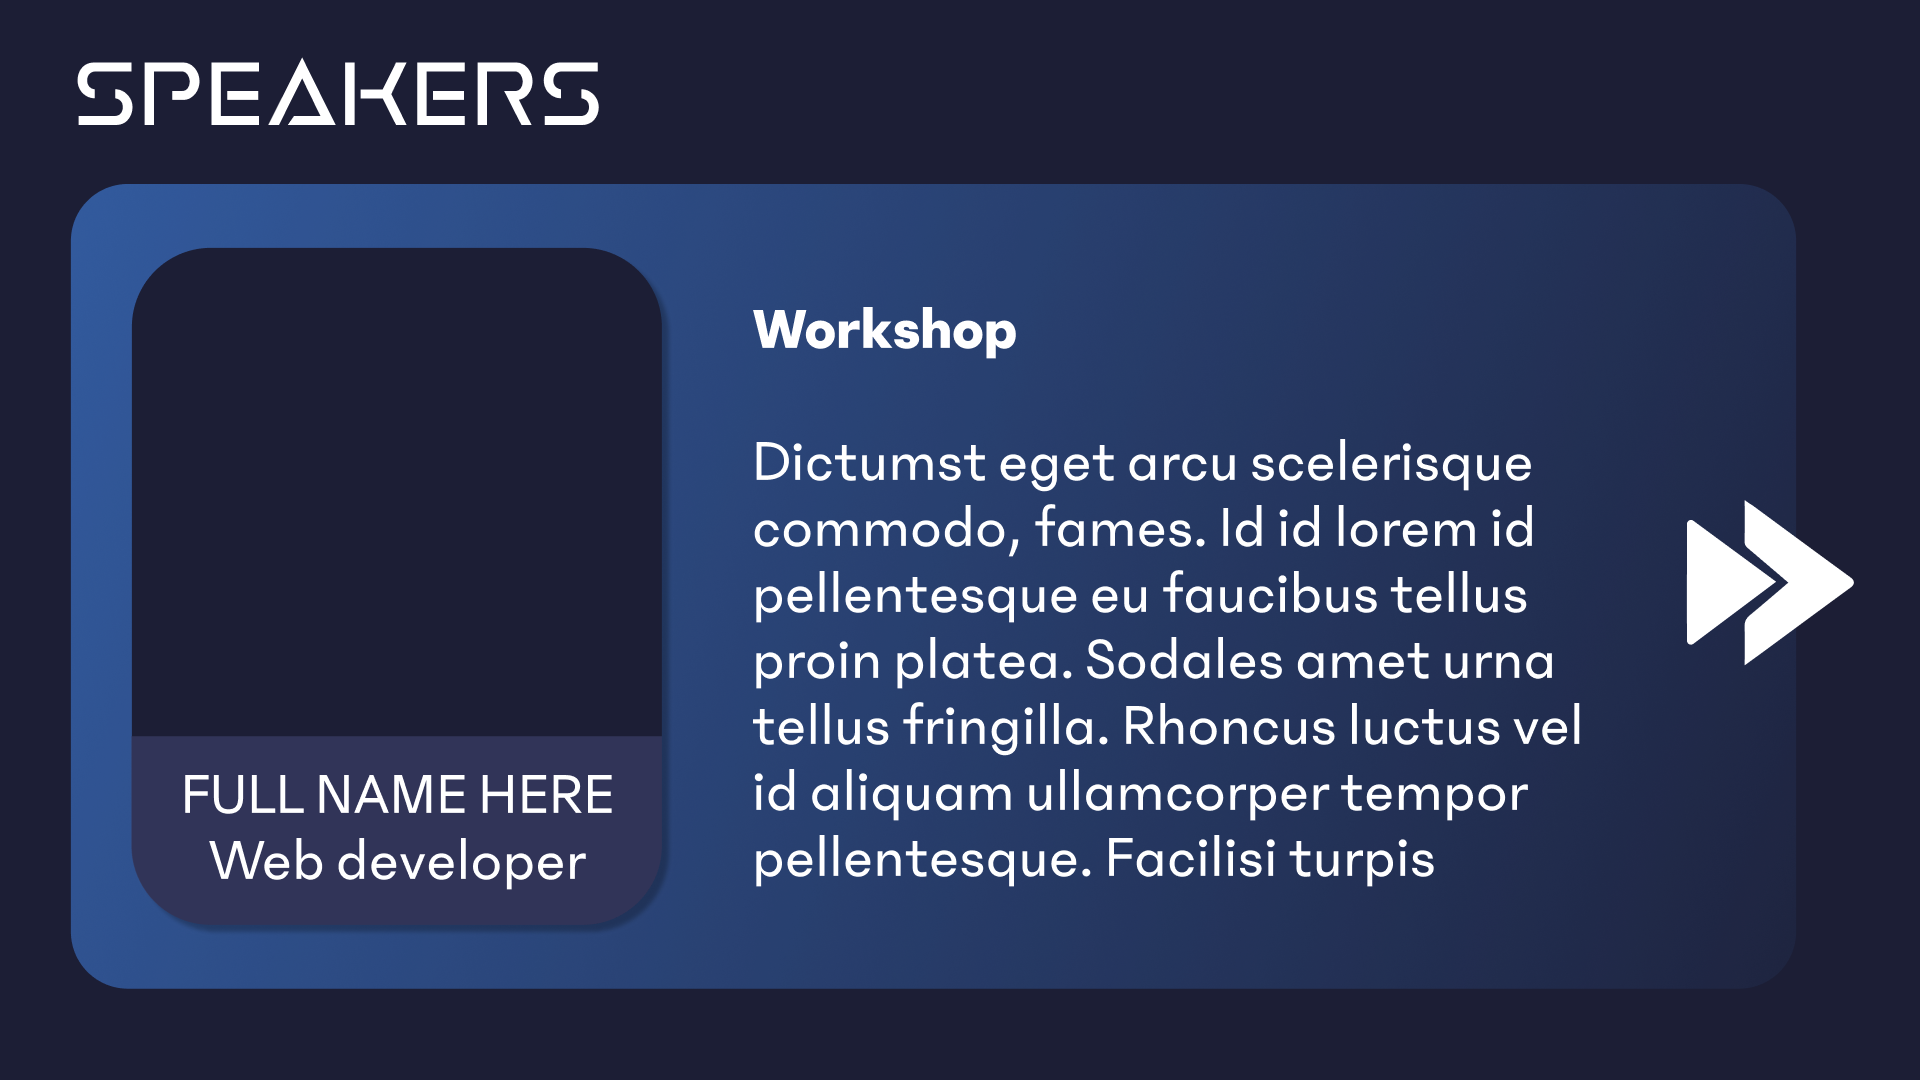 SPEAKERS
Workshop
Dictumst eget arcu scelerisque
commodo, fames. Id id lorem id
pellentesque eu faucibus tellus
proin platea. Sodales amet urna
tellus fringilla. Rhoncus luctus vel
id aliquam ullamcorper tempor
pellentesque. Facilisi turpis
FULL NAME HERE
Web developer